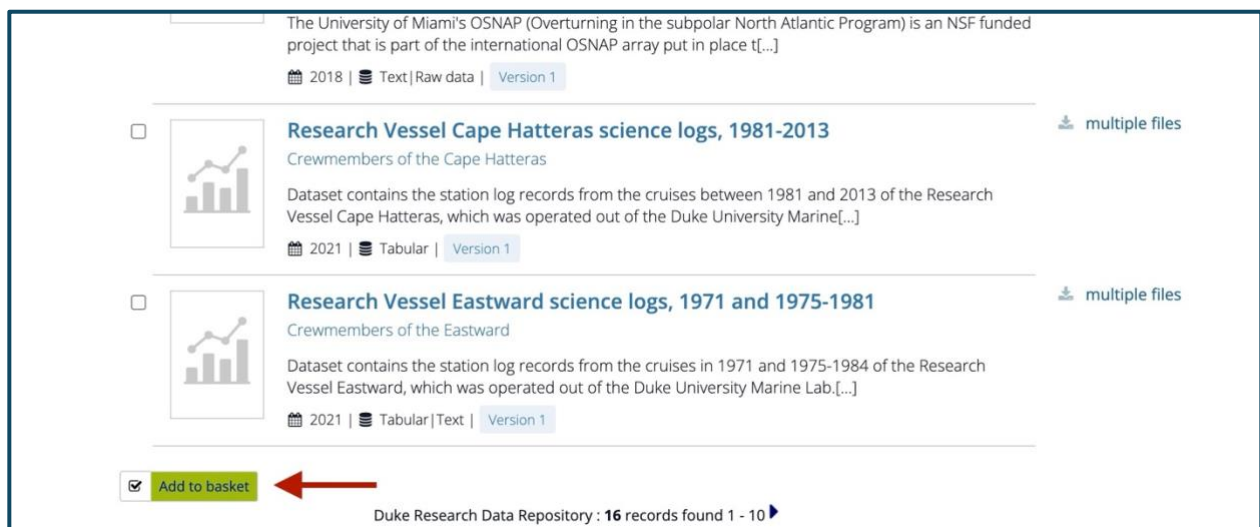 The University of Miami's OSNAP (Overturning in the subpolar North Atlantic Program) is an NSF funded
project that is part of the international OSNAP array put in place t[...]
2018 | Text|Raw data | Version 1
Research Vessel Cape Hatteras science logs, 1981-2013
multiple files
Crewmembers of the Cape Hatteras
Dataset contains the station log records from the cruises between 1981 and 2013 of the Research
Vessel Cape Hatteras, which was operated out of the Duke University Marine[...]
2021 | Tabular | Version 1
Research Vessel Eastward science logs, 1971 and 1975-1981
multiple files
Crewmembers of the Eastward
Dataset contains the station log records from the cruises in 1971 and 1975-1984 of the Research
Vessel Eastward, which was operated out of the Duke University Marine Lab.[...]
2021 | Tabular|Text | Version 1
Add to basket
Duke Research Data Repository : 16 records found 1 - 10